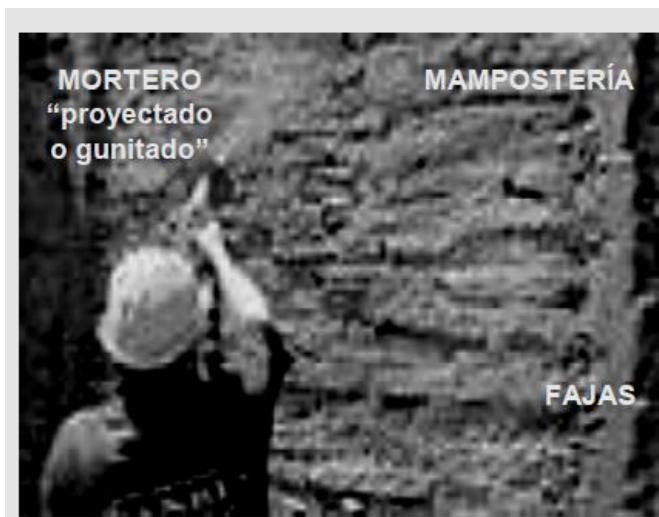 MORTERO
“proyectado
o gunitado”
MAMPOSTERÍA
FAJAS